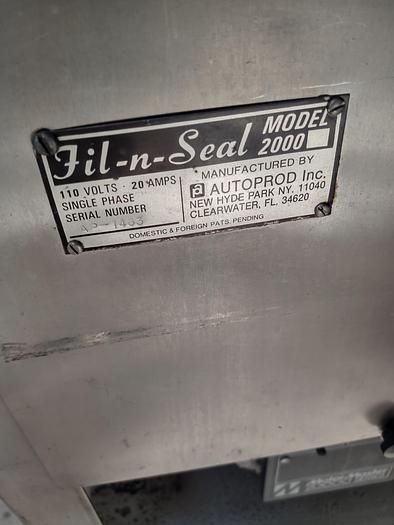 Fil-n-Seal MODEL 2000
110 VOLTS · 20 AMPS
SINGLE PHASE
SERIAL NUMBER
MANUFACTURED BY
AUTOPROD Inc.
NEW HYDE PARK NY. 11040
CLEARWATER, FL. 34620
DOMESTIC & FOREIGN PATS. PENDING